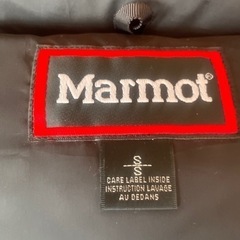 Marmot®
S
S
CARE LABEL INSIDE
INSTRUCTION LAVAGE
AU DEDANS